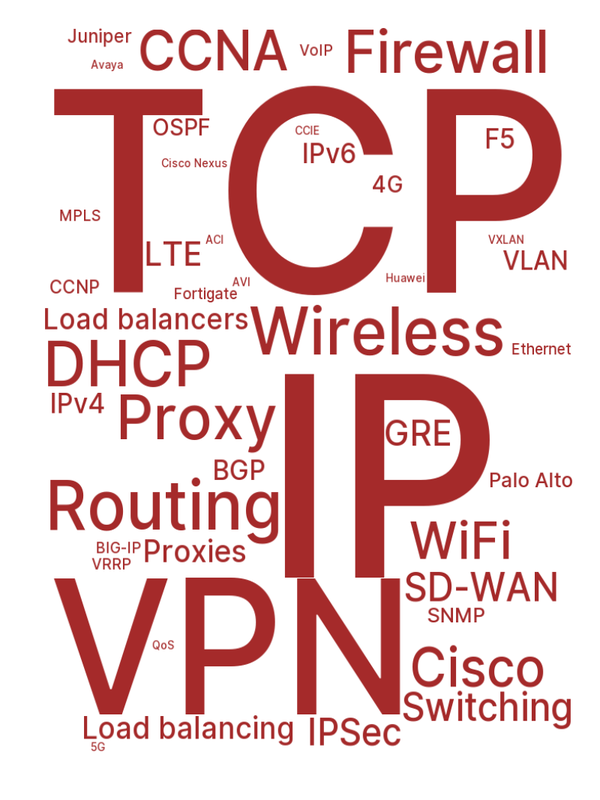 Juniper
CCNA
VoIP
Firewall
Avaya
TCP
OSPF
CCIE
F5
IPv6
Cisco Nexus
4G
MPLS
LTE
ACI
VXLAN
VLAN
CCNP
AVI
Huawei
Fortigate
Load balancers
Wireless
Ethernet
DHCP
IPv4
Proxy
IP
GRE
BGP
Palo Alto
Routing
WiFi
BIG-IP
Proxies
VRRP
SD-WAN
SNMP
VPN
QoS
Cisco
Switching
Load balancing
IPSec
5G